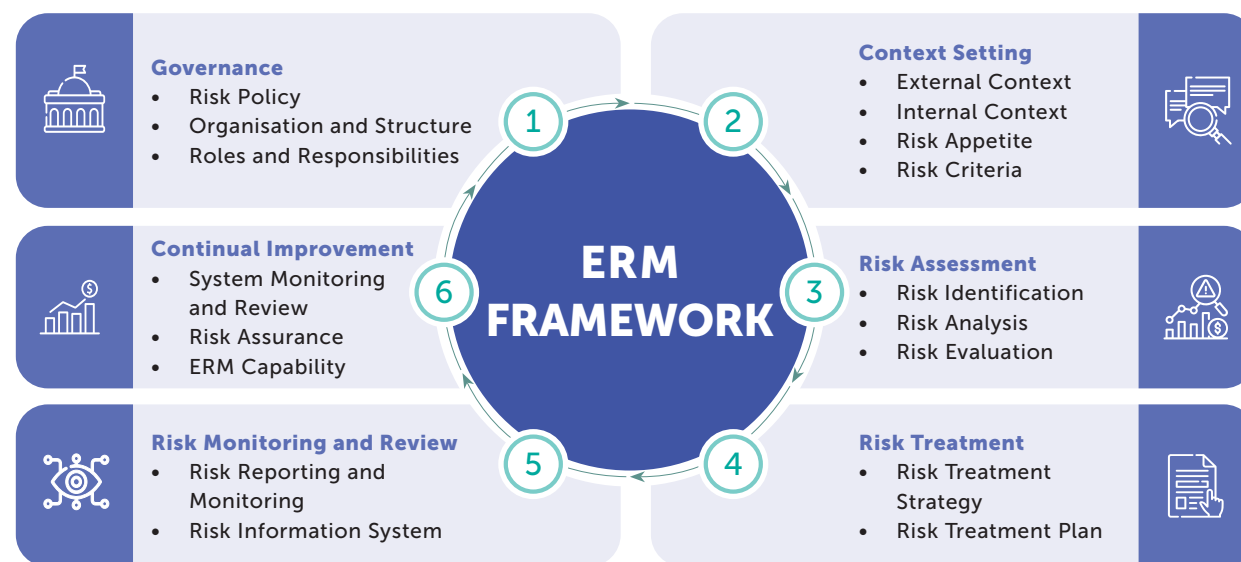 Governance
• Risk Policy
• Organisation and Structure
• Roles and Responsibilities
1
2
Context Setting
• External Context
• Internal Context
• Risk Appetite
• Risk Criteria
ERM
FRAMEWORK
3
Risk Assessment
• Risk Identification
• Risk Analysis
• Risk Evaluation
4
Risk Treatment
• Risk Treatment
Strategy
• Risk Treatment Plan
5
Risk Monitoring and Review
• Risk Reporting and
Monitoring
• Risk Information System
6
Continual Improvement
• System Monitoring
and Review
• Risk Assurance
• ERM Capability
$
$